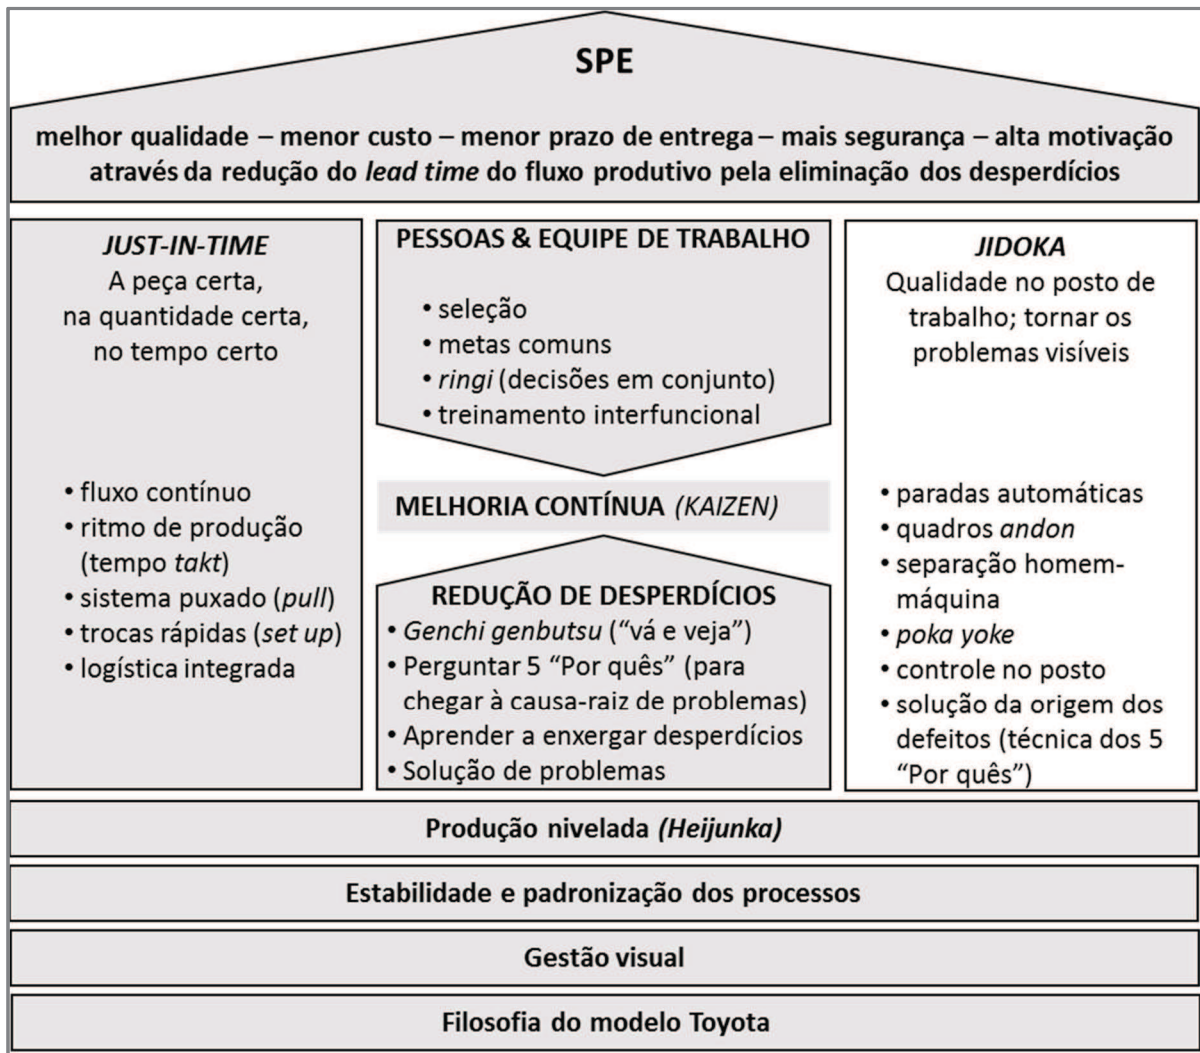 SPE
melhor qualidade – menor custo – menor prazo de entrega – mais segurança – alta motivação
através da redução do lead time do fluxo produtivo pela eliminação dos desperdícios
JUST-IN-TIME
A peça certa,
na quantidade certa,
no tempo certo
• fluxo contínuo
• ritmo de produção
(tempo takt)
• sistema puxado (pull)
• trocas rápidas (set up)
• logística integrada
PESSOAS & EQUIPE DE TRABALHO
• seleção
• metas comuns
• ringi (decisões em conjunto)
• treinamento interfuncional
MELHORIA CONTÍNUA (KAIZEN)
REDUÇÃO DE DESPERDÍCIOS
• Genchi genbutsu (“vá e veja”)
• Perguntar 5 “Por quês” (para
chegar à causa-raiz de problemas)
• Aprender a enxergar desperdícios
• Solução de problemas
JIDOKA
Qualidade no posto de
trabalho; tornar os
problemas visíveis
• paradas automáticas
• quadros andon
• separação homem-
máquina
• poka yoke
• controle no posto
• solução da origem dos
defeitos (técnica dos 5
“Por quês”)
Produção nivelada (Heijunka)
Estabilidade e padronização dos processos
Gestão visual
Filosofia do modelo Toyota